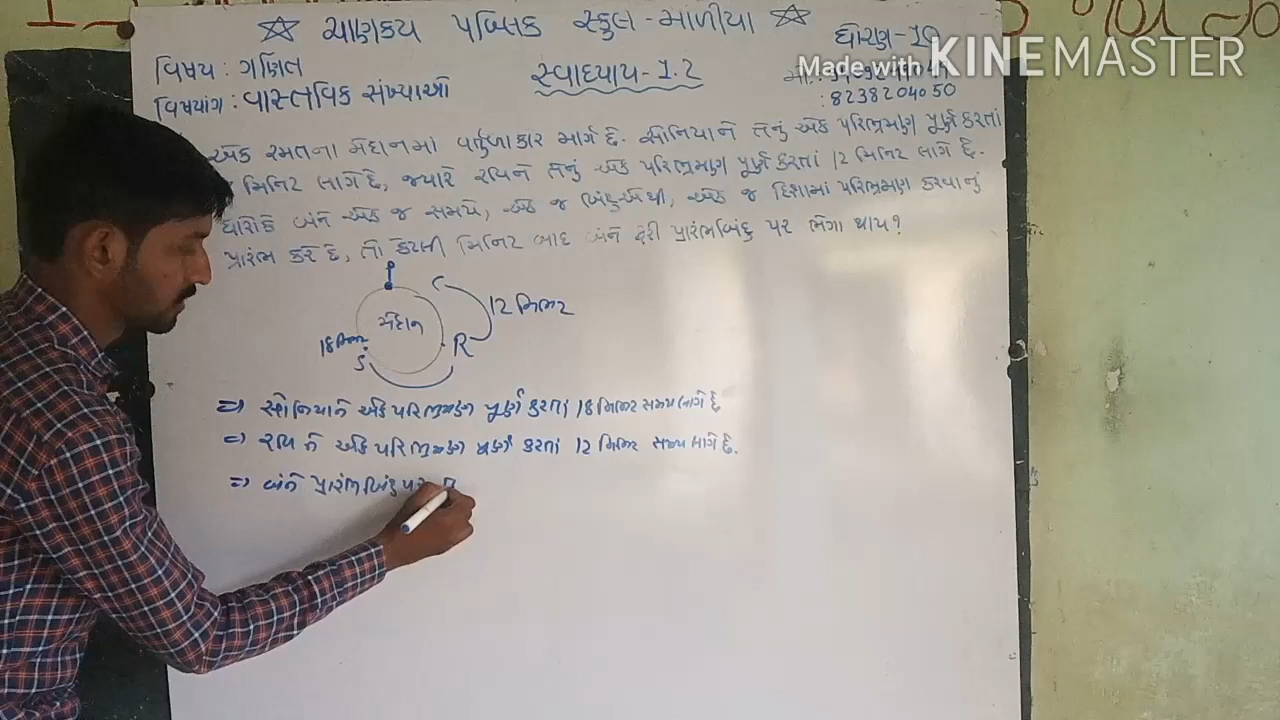 ☆ ચાણક્ય પબ્લિક સ્કુલ - માળીયા ☆
ધોરણ - 10
Made with KINEMASTER
વિષય : ગણિત
સ્વાધ્યાય - 1.2
વિષયાંગ : વાસ્તવિક સંખ્યાઓ
: 8238204050
એક રમતના મેદાનમાં વર્તુળાકાર માર્ગ છે. સોનિયાને તેનું એક પરિભ્રમણ પૂર્ણ કરતાં
મિનિટ લાગે છે, જ્યારે રવિને તેનું એક પરિભ્રમણ પૂર્ણ કરતાં 12 મિનિટ લાગે છે.
ધારોકે બંને એક જ સમયે, એક જ બિંદુએથી, એક જ દિશામાં પરિભ્રમણ કરવાનું
પ્રારંભ કરે છે, તો કેટલી મિનિટ બાદ બંને ફરી પ્રારંભબિંદુ પર ભેગા થાય?
P
12 મિનિટ
મેદાન
18 મિનિટ
R
S
⇒ સોનિયાને એક પરિભ્રમણ પૂર્ણ કરતાં 18 મિનિટ સમય લાગે છે
⇒ રવિ ને એક પરિભ્રમણ પૂર્ણ કરતાં 12 મિનિટ સમય લાગે છે.
⇒ બંને પ્રારંભબિંદુ પર